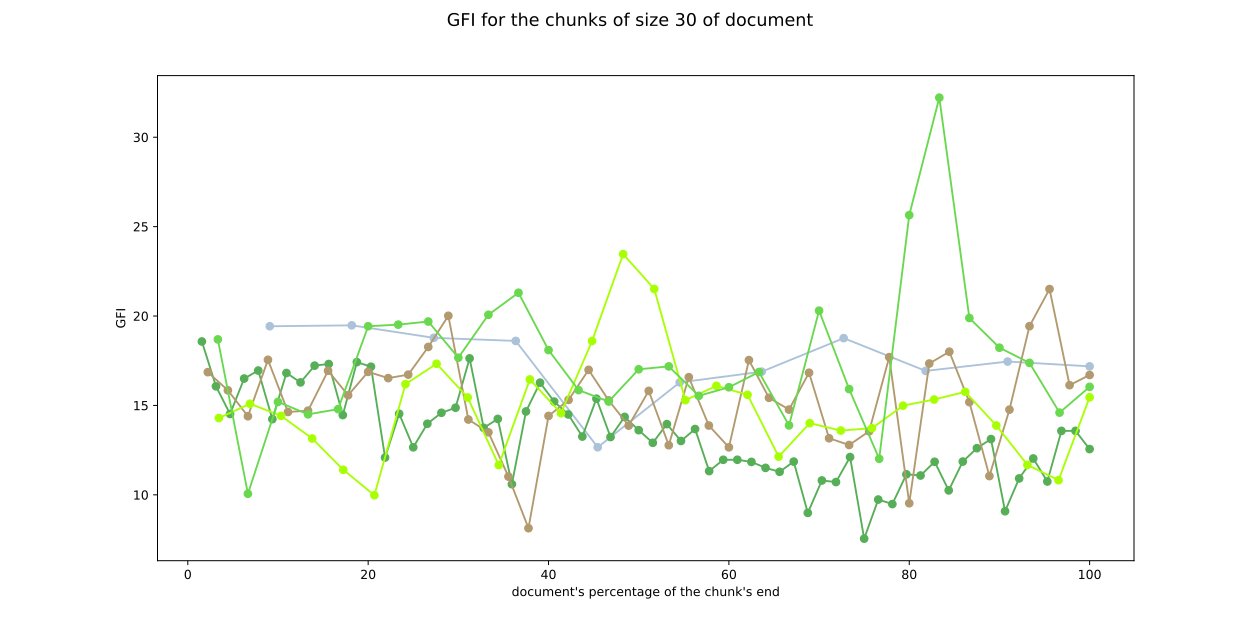 GFI for the chunks of size 30 of document
GFI
30
25
20
15
10
0 20 40 60 80 100
document's percentage of the chunk's end